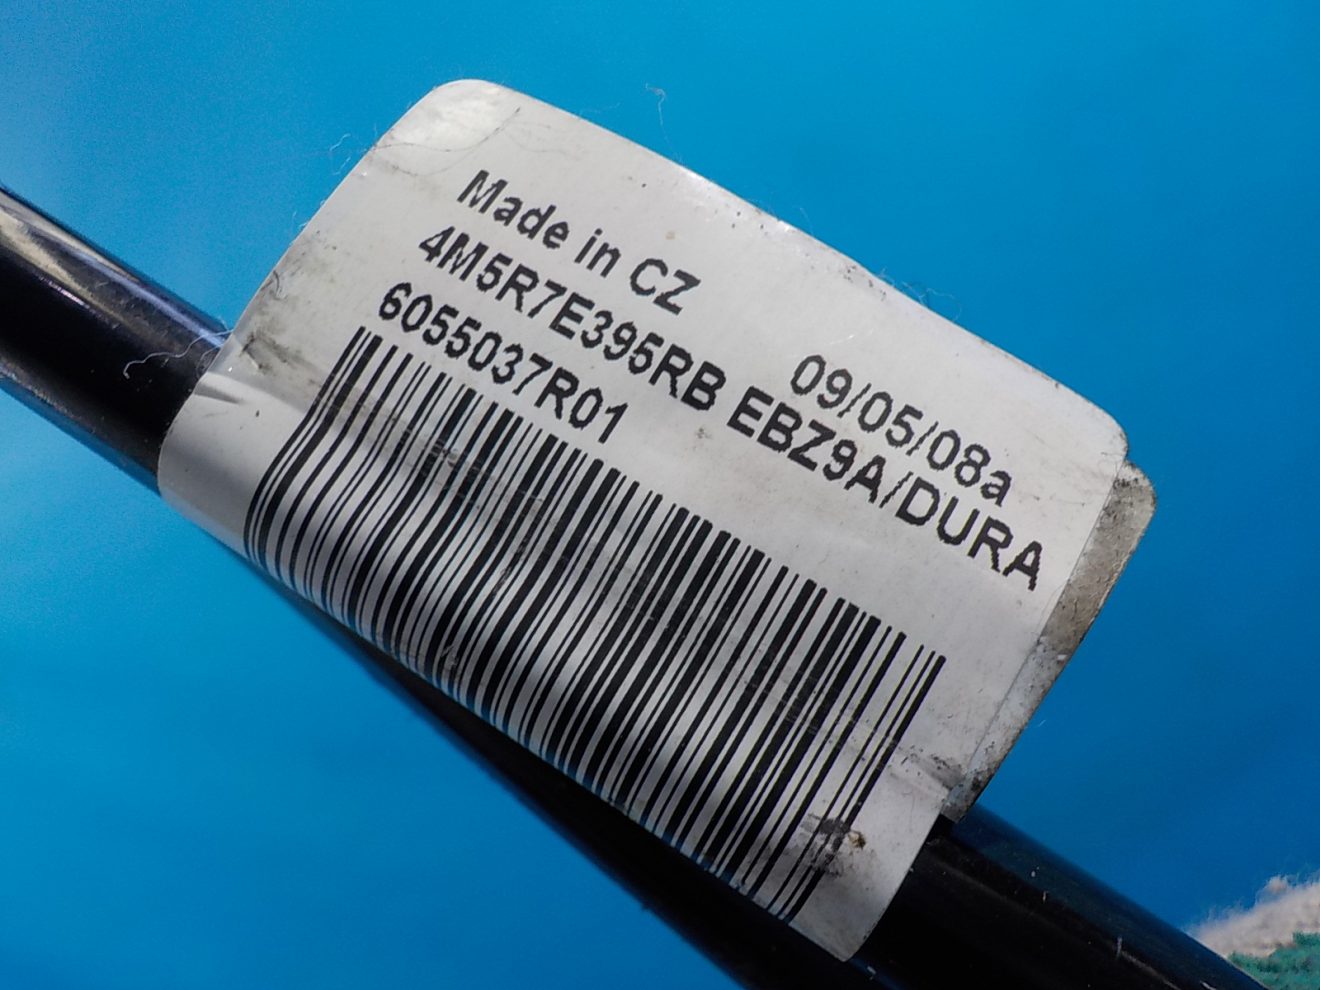 Made in CZ 09/05/08a
4M5R7E395RB EBZ9A/DURA
6055037R01